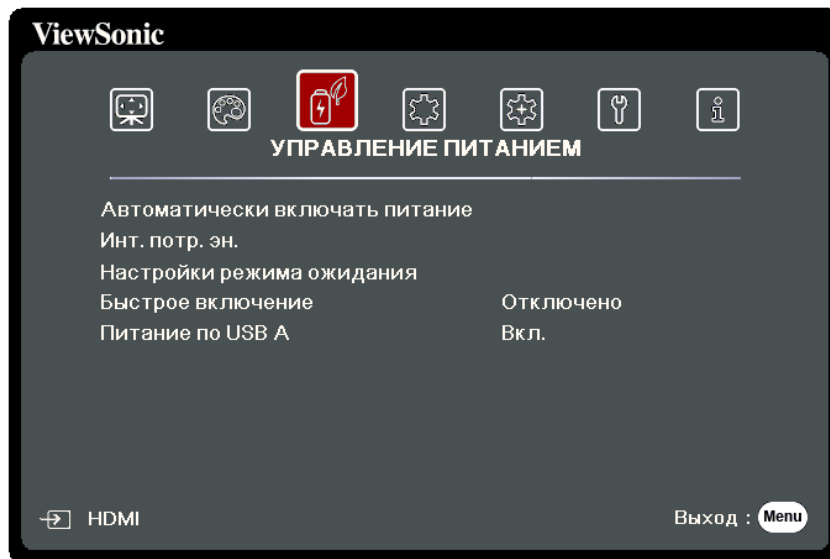 ViewSonic
УПРАВЛЕНИЕ ПИТАНИЕМ
Автоматически включать питание
Инт. потр. эн.
Настройки режима ожидания
Быстрое включение Отключено
Питание по USB A Вкл.
HDMI Выход : Menu